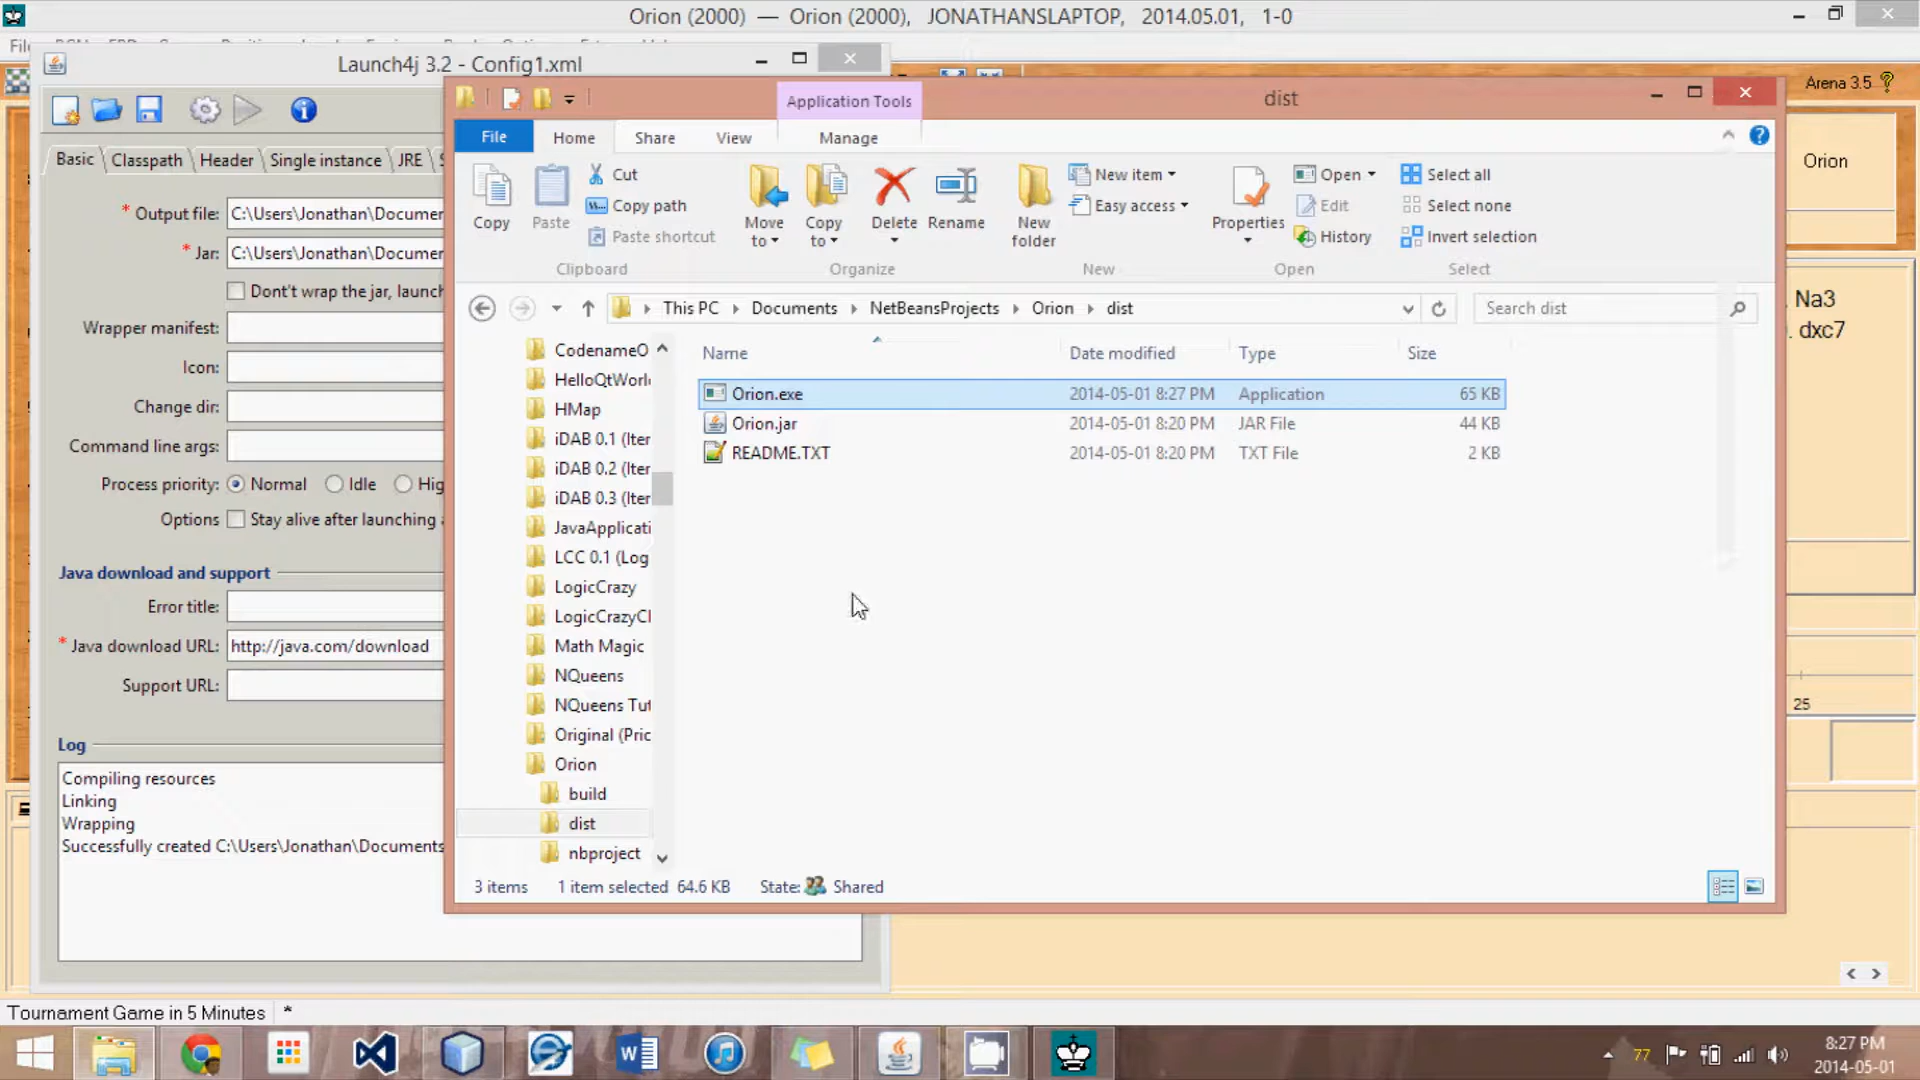 Orion (2000) — Orion (2000), JONATHANSLAPTOP, 2014.05.01, 1-0
Launch4j 3.2 - Config1.xml
Basic Classpath Header Single instance JRE
* Output file: C:\Users\Jonathan\Documen
* Jar: C:\Users\Jonathan\Documen
Don't wrap the jar, launch
Wrapper manifest:
Icon:
Change dir:
Command line args:
Process priority: Normal Idle Hig
Options Stay alive after launching a
Java download and support
Error title:
* Java download URL: http://java.com/download
Support URL:
Log
Compiling resources
Linking
Wrapping
Successfully created C:\Users\Jonathan\Documents
Application Tools
dist
File Home Share View Manage
Copy
Paste
Cut
Copy path
Paste shortcut
Clipboard
Move to
Copy to
Delete
Rename
Organize
New folder
New item
Easy access
New
Properties
Open
Edit
History
Open
Select all
Select none
Invert selection
Select
This PC Documents NetBeansProjects Orion dist
Search dist
CodenameO
HelloQtWorl
HMap
iDAB 0.1 (Iter
iDAB 0.2 (Iter
iDAB 0.3 (Iter
JavaApplicati
LCC 0.1 (Log
LogicCrazy
LogicCrazyCl
Math Magic
NQueens
NQueens Tut
Original (Pric
Orion
build
dist
nbproject
Name Date modified Type Size
Orion.exe 2014-05-01 8:27 PM Application 65 KB
Orion.jar 2014-05-01 8:20 PM JAR File 44 KB
README.TXT 2014-05-01 8:20 PM TXT File 2 KB
3 items 1 item selected 64.6 KB State: Shared
Arena 3.5
Orion
Na3
dxc7
25
Tournament Game in 5 Minutes *
77
8:27 PM
2014-05-01